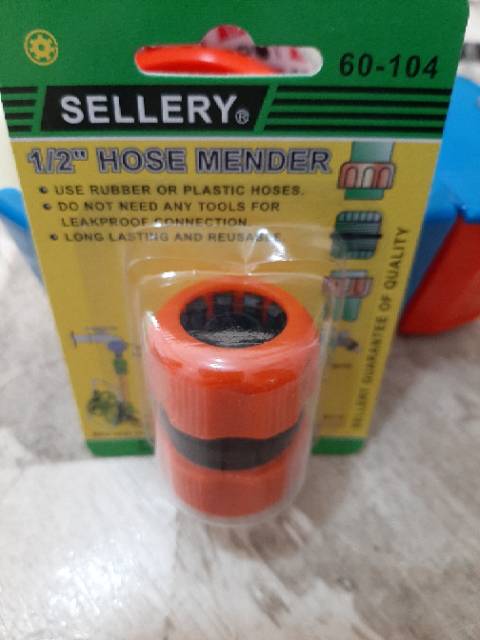 60-104
SELLERY®
1/2" HOSE MENDER
• USE RUBBER OR PLASTIC HOSES.
• DO NOT NEED ANY TOOLS FOR
LEAKPROOF CONNECTION.
• LONG LASTING AND REUSABLE
SELLERY GUARANTEE OF QUALITY